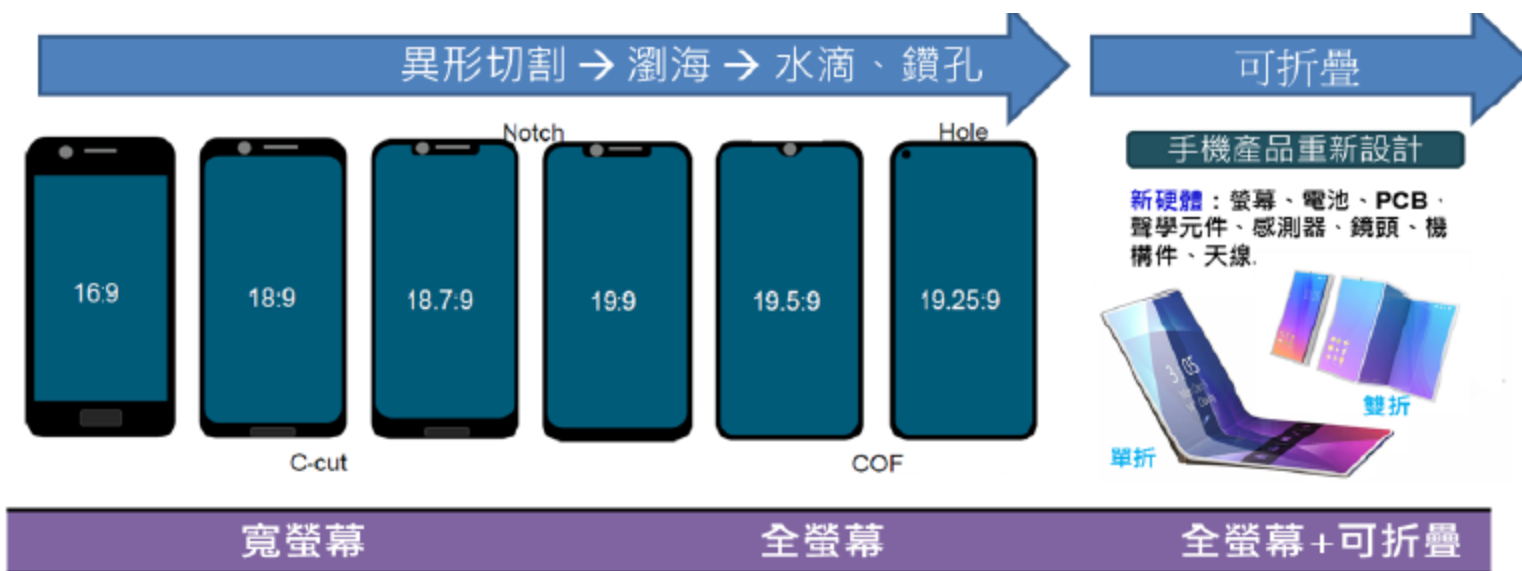 異形切割→瀏海→水滴、鑽孔
可折疊
Notch
Hole
手機產品重新設計
新硬體：螢幕、電池、PCB、
聲學元件、感測器、鏡頭、機
構件、天線.
16:9
18:9
18.7:9
19:9
19.5:9
19.25:9
3 05
雙折
單折
C-cut
COF
寬螢幕
全螢幕
全螢幕+可折疊